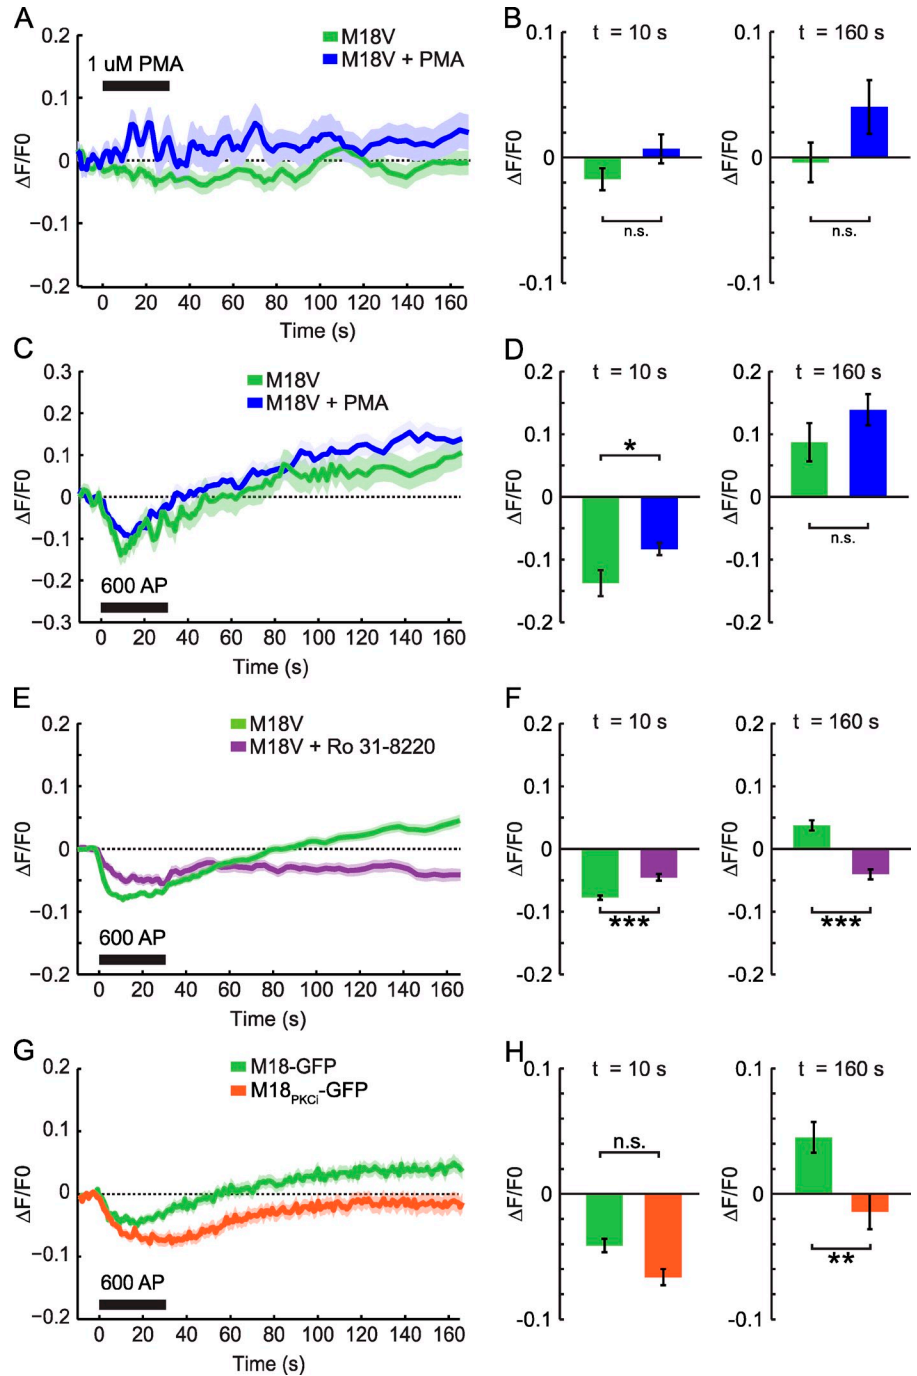 A
0.2
0.1
0
−0.1
−0.2
ΔF/F0
1 uM PMA
M18V
M18V + PMA
0 20 40 60 80 100 120 140 160
Time (s)
B
0.1
0
-0.1
ΔF/F0
t = 10 s
n.s.
0.1
0
-0.1
ΔF/F0
t = 160 s
n.s.
C
0.3
0.2
0.1
0
−0.1
−0.2
−0.3
ΔF/F0
M18V
M18V + PMA
600 AP
0 20 40 60 80 100 120 140 160
Time (s)
D
0.2
0.1
0
-0.1
-0.2
ΔF/F0
t = 10 s
*
0.2
0.1
0
-0.1
-0.2
ΔF/F0
t = 160 s
n.s.
E
0.2
0.1
0
−0.1
−0.2
ΔF/F0
M18V
M18V + Ro 31-8220
600 AP
0 20 40 60 80 100 120 140 160
Time (s)
F
0.2
0.1
0
-0.1
-0.2
ΔF/F0
t = 10 s
***
0.2
0.1
0
-0.1
-0.2
ΔF/F0
t = 160 s
***
G
0.2
0.1
0
−0.1
−0.2
ΔF/F0
M18-GFP
M18PKCi-GFP
600 AP
0 20 40 60 80 100 120 140 160
Time (s)
H
0.1
0
-0.1
ΔF/F0
t = 10 s
n.s.
0.1
0
-0.1
ΔF/F0
t = 160 s
**